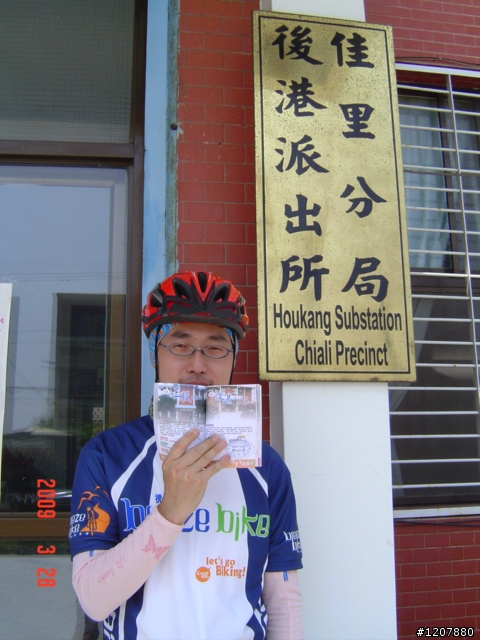 佳里分局
後港派出所
Houkang Substation
Chiali Precinct
bike
let's go
Biking!
2009 3 28
#1207880